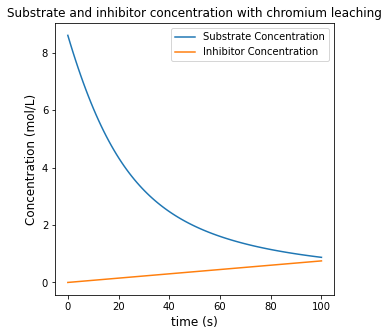 Substrate and inhibitor concentration with chromium leaching
Substrate Concentration
Inhibitor Concentration
Concentration (mol/L)
8
6
4
2
0
0 20 40 60 80 100
time (s)